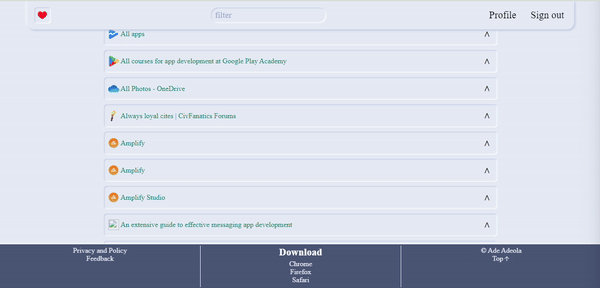 filter
Profile
Sign out
All apps
All courses for app development at Google Play Academy
All Photos - OneDrive
Always loyal cites | CivFanatics Forums
Amplify
Amplify
Amplify Studio
An extensive guide to effective messaging app development
Privacy and Policy
Feedback
Download
Chrome
Firefox
Safari
© Ade Adeola
Top ↑